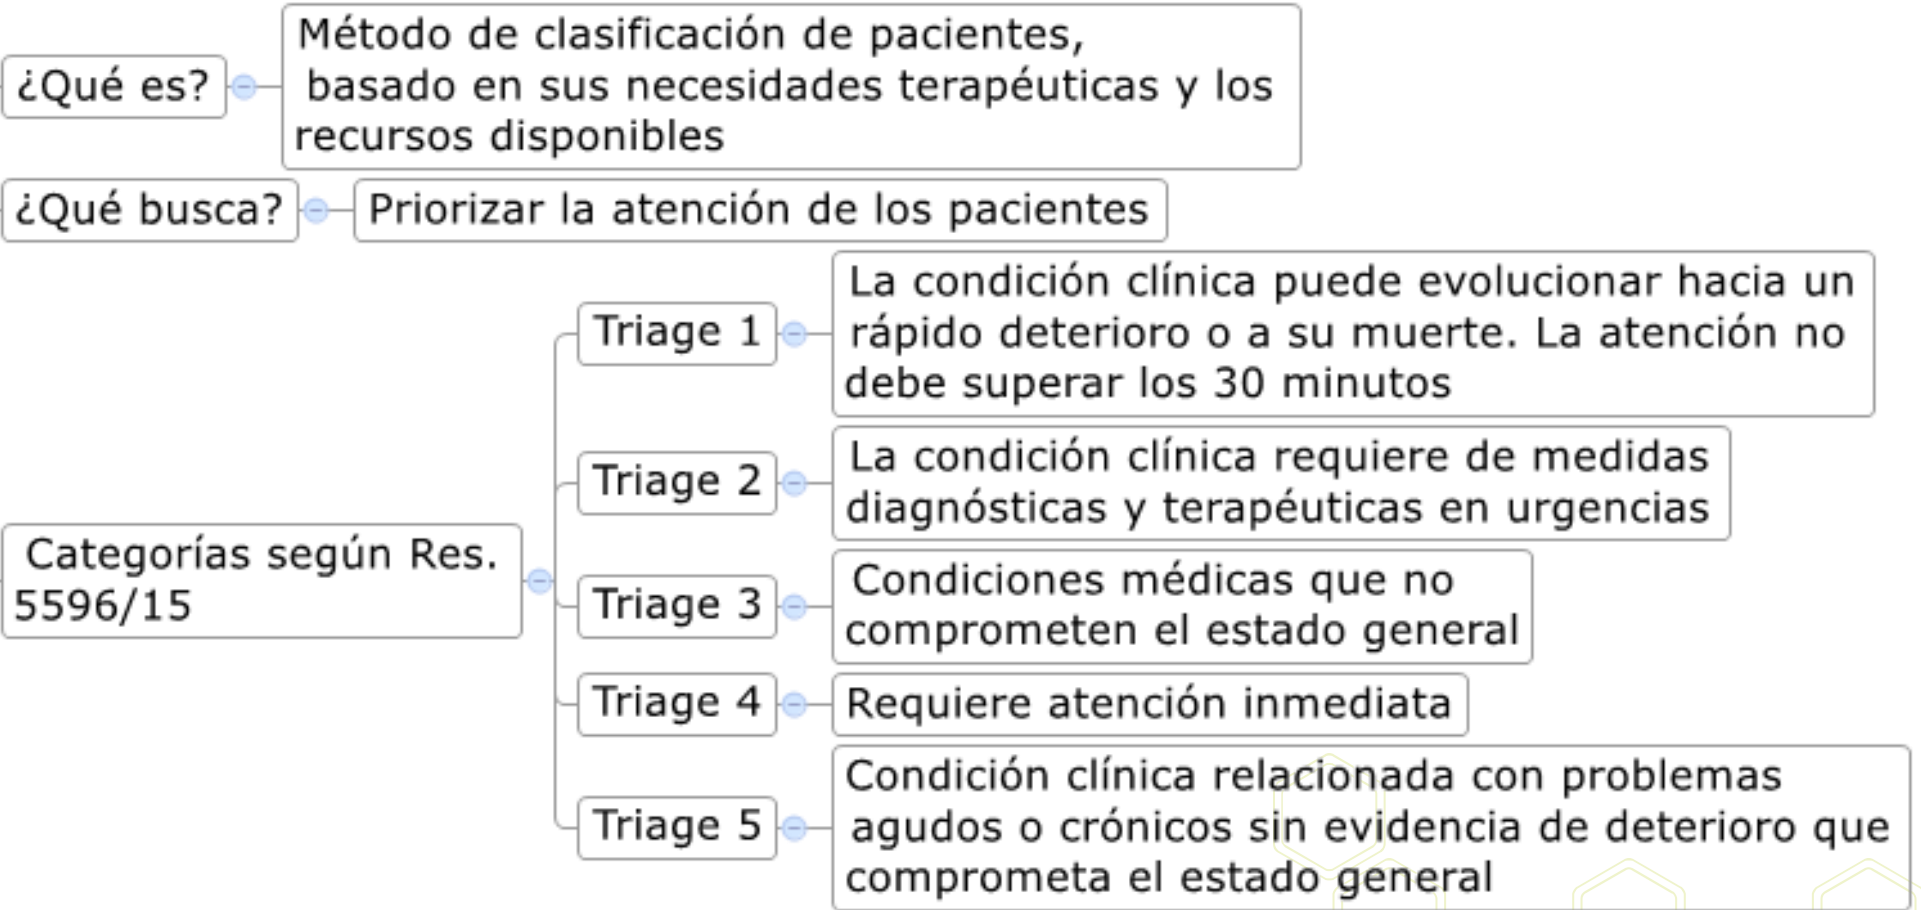 ¿Qué es?
Método de clasificación de pacientes,
basado en sus necesidades terapéuticas y los
recursos disponibles
¿Qué busca?
Priorizar la atención de los pacientes
Categorías según Res.
5596/15
Triage 1
La condición clínica puede evolucionar hacia un
rápido deterioro o a su muerte. La atención no
debe superar los 30 minutos
Triage 2
La condición clínica requiere de medidas
diagnósticas y terapéuticas en urgencias
Triage 3
Condiciones médicas que no
comprometen el estado general
Triage 4
Requiere atención inmediata
Triage 5
Condición clínica relacionada con problemas
agudos o crónicos sin evidencia de deterioro que
comprometa el estado general